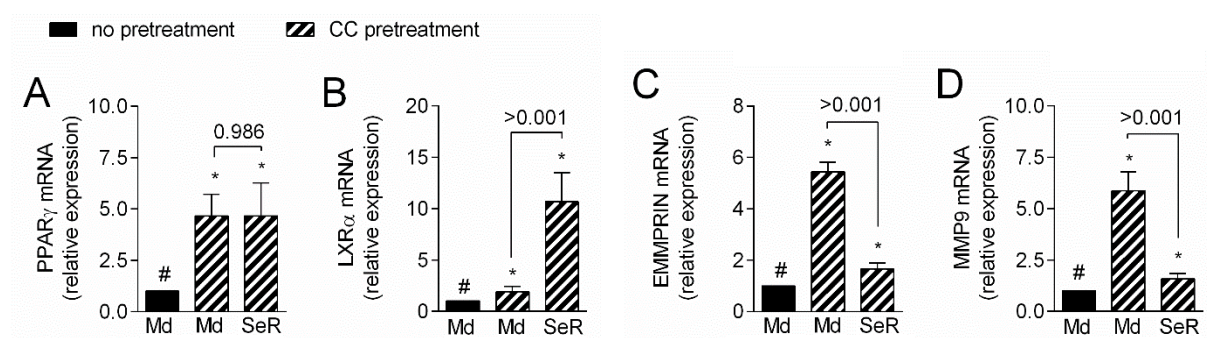 no pretreatment CC pretreatment
A
PPARγ mRNA
(relative expression)
10.0
7.5
5.0
2.5
0.0
0.986
#
*
*
Md Md SeR
B
LXRα mRNA
(relative expression)
20
15
10
5
0
>0.001
#
*
*
Md Md SeR
C
EMMPRIN mRNA
(relative expression)
8
6
4
2
0
>0.001
#
*
*
Md Md SeR
D
MMP9 mRNA
(relative expression)
10.0
7.5
5.0
2.5
0.0
>0.001
#
*
*
Md Md SeR